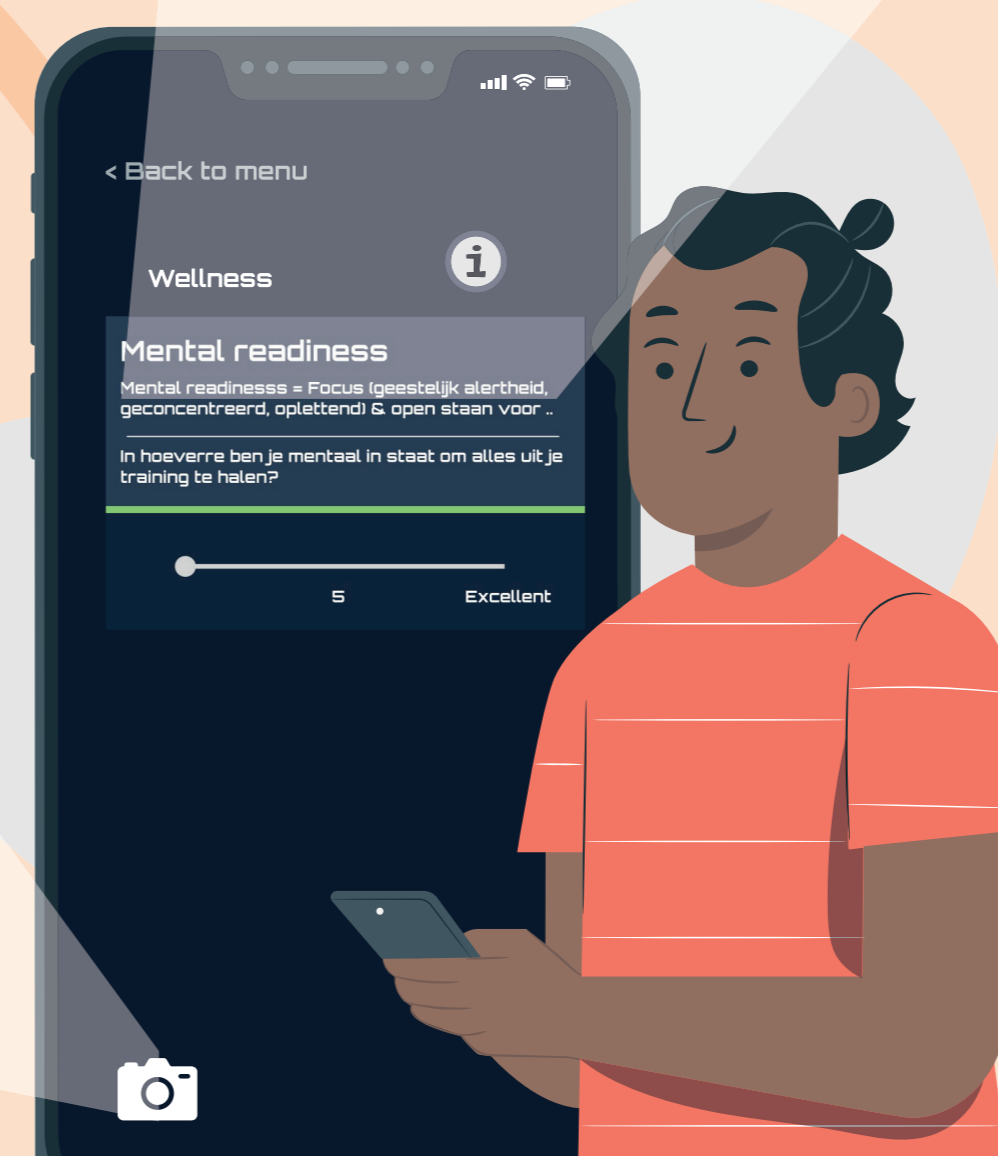 < Back to menu
Wellness
i
Mental readiness
Mental readinesss = Focus (geestelijk alertheid,
geconcentreerd, oplettend) & open staan voor ..
In hoeverre ben je mentaal in staat om alles uit je
training te halen?
5
Excellent